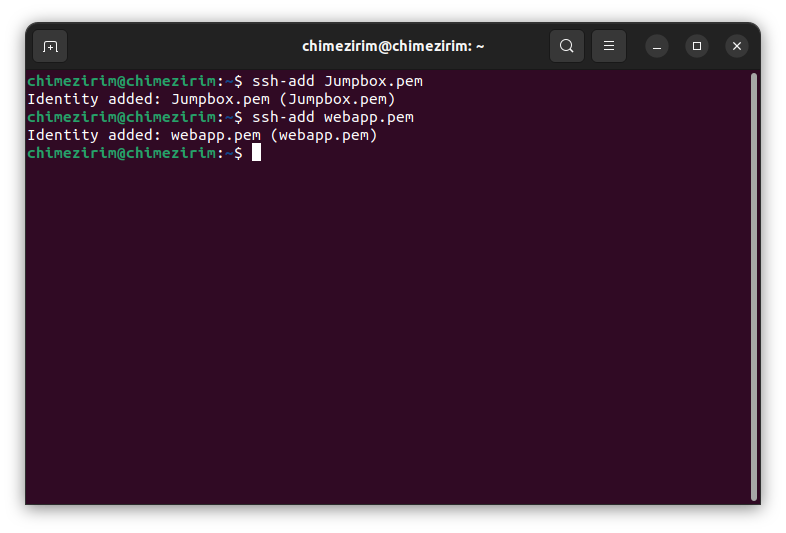 chimezirim@chimezirim: ~
chimezirim@chimezirim:~$ ssh-add Jumpbox.pem
Identity added: Jumpbox.pem (Jumpbox.pem)
chimezirim@chimezirim:~$ ssh-add webapp.pem
Identity added: webapp.pem (webapp.pem)
chimezirim@chimezirim:~$